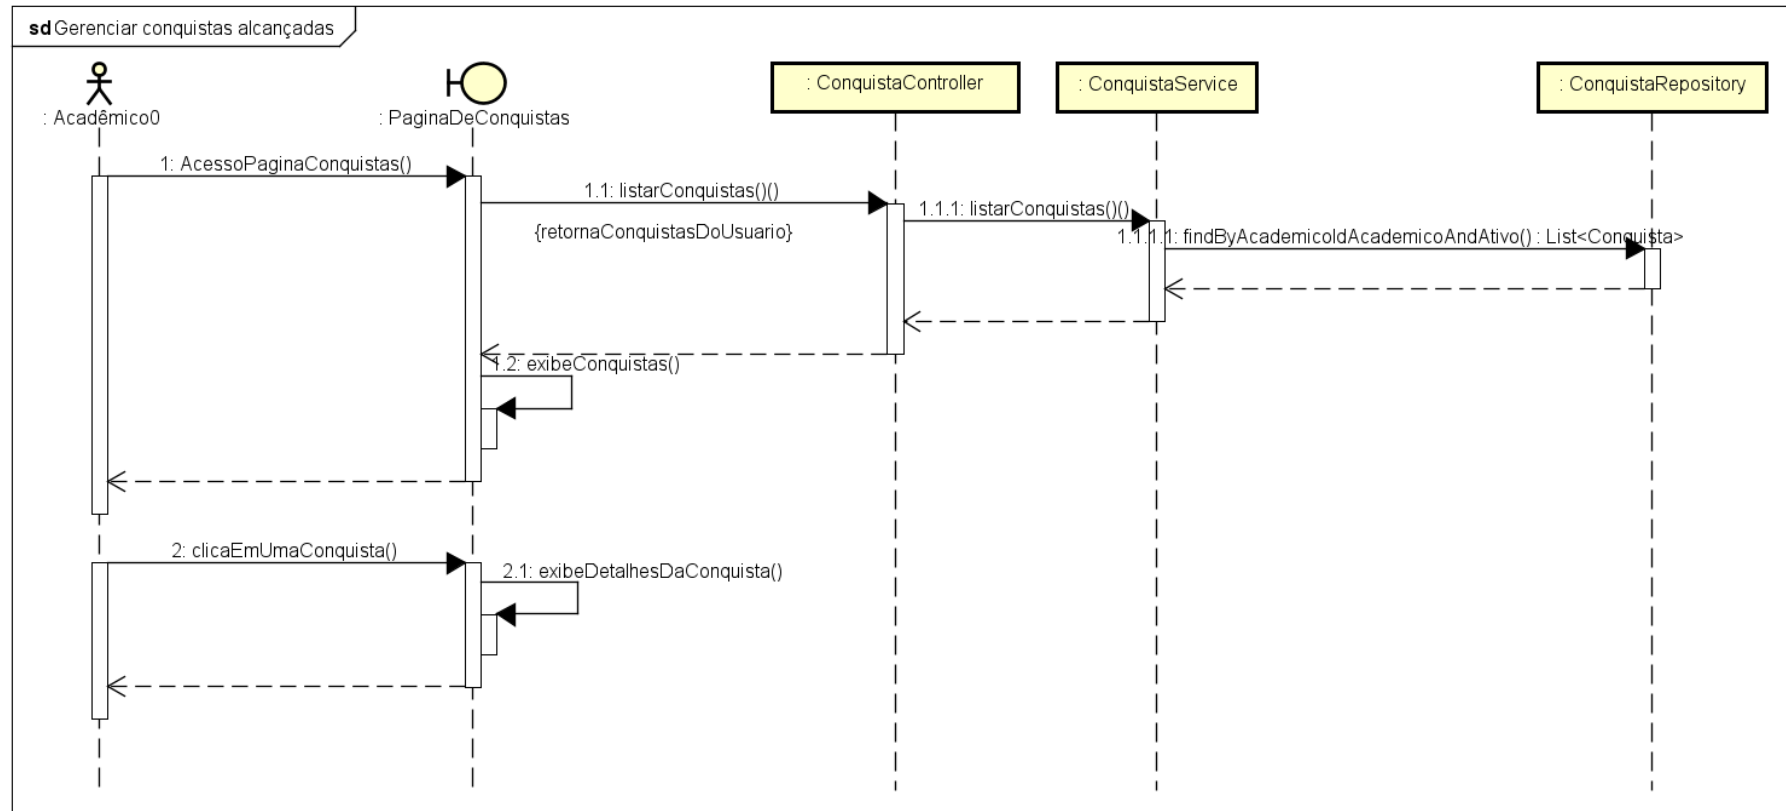 sd Gerenciar conquistas alcançadas
: Acadêmico0
: PaginaDeConquistas
: ConquistaController
: ConquistaService
: ConquistaRepository
1: AcessoPaginaConquistas()
1.1: listarConquistas()()
{retornaConquistasDoUsuario}
1.1.1: listarConquistas()()
1.1.1.1: findByAcademicoIdAcademicoAndAtivo() : List<Conquista>
1.2: exibeConquistas()
2: clicaEmUmaConquista()
2.1: exibeDetalhesDaConquista()